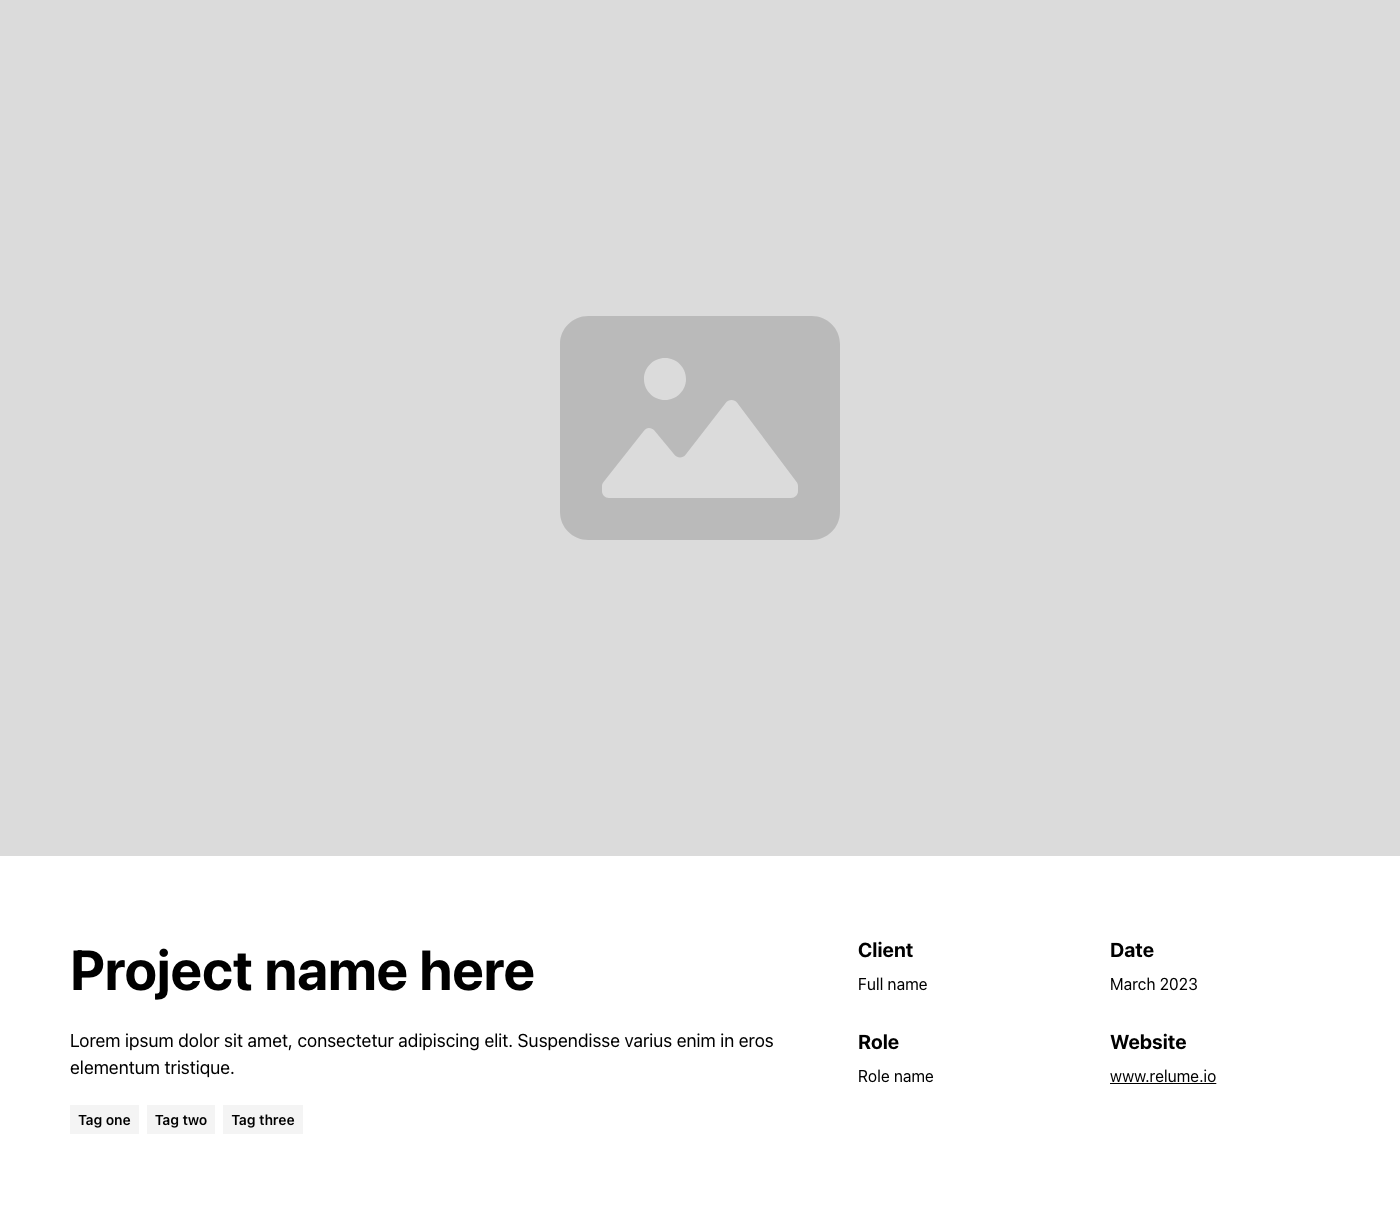 Project name here
Lorem ipsum dolor sit amet, consectetur adipiscing elit. Suspendisse varius enim in eros
elementum tristique.
Tag one
Tag two
Tag three
Client
Full name
Date
March 2023
Role
Role name
Website
www.relume.io